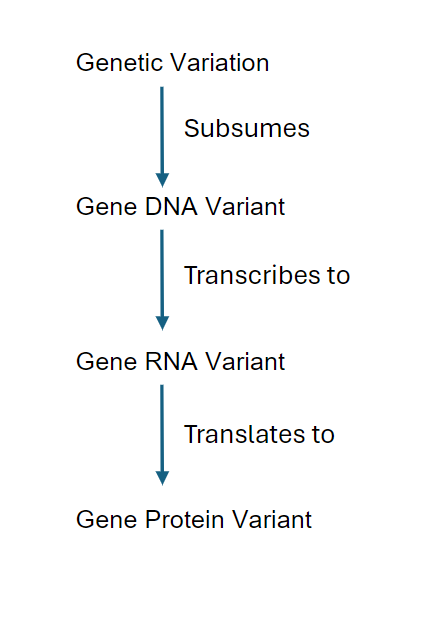 Genetic Variation
Subsumes
Gene DNA Variant
Transcribes to
Gene RNA Variant
Translates to
Gene Protein Variant